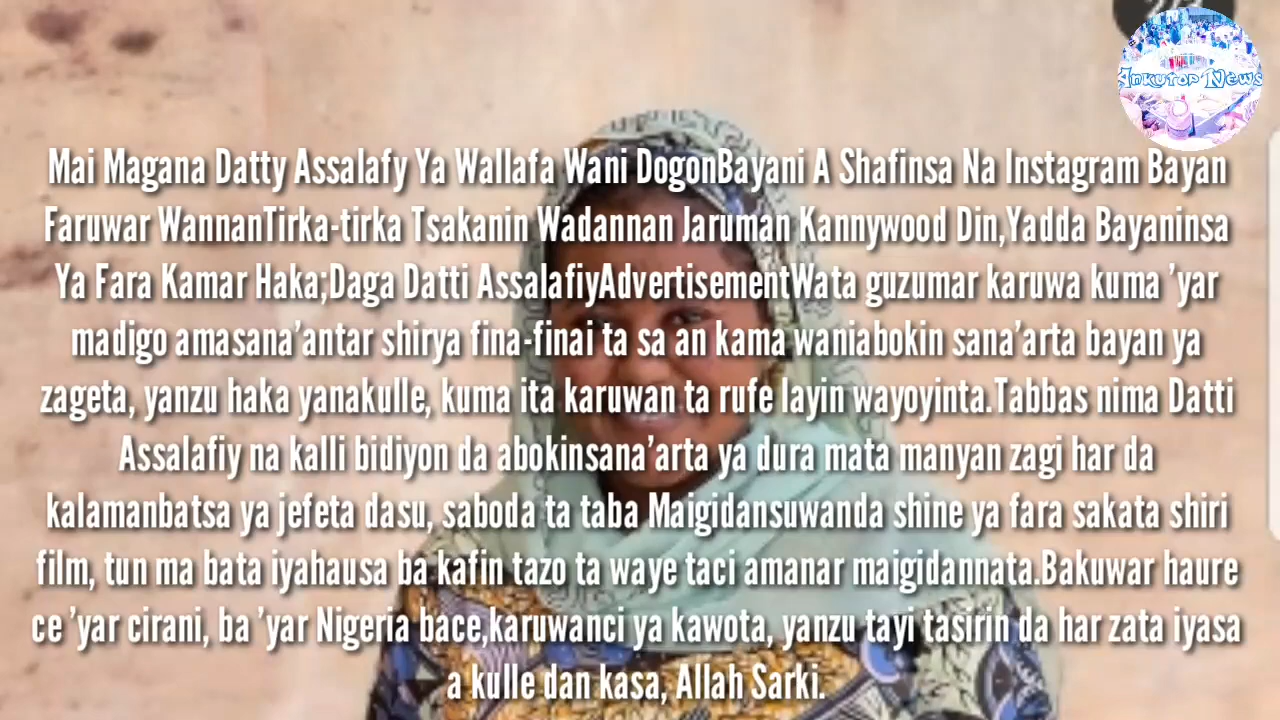 Ankutop News
Mai Magana Datty Assalafy Ya Wallafa Wani DogonBayani A Shafinsa Na Instagram Bayan
Faruwar WannanTirka-tirka Tsakanin Wadannan Jaruman Kannywood Din,Yadda Bayaninsa
Ya Fara Kamar Haka;Daga Datti AssalafiyAdvertisementWata guzumar karuwa kuma ’yar
madigo amasana’antar shirya fina-finai ta sa an kama waniabokin sana’arta bayan ya
zageta, yanzu haka yanakulle, kuma ita karuwan ta rufe layin wayoyinta.Tabbas nima Datti
Assalafiy na kalli bidiyon da abokinsana’arta ya dura mata manyan zagi har da
kalamanbatsa ya jefeta dasu, saboda ta taba Maigidansuwanda shine ya fara sakata shiri
film, tun ma bata iyahausa ba kafin tazo ta waye taci amanar maigidannata.Bakuwar haure
ce ’yar cirani, ba ’yar Nigeria bace,karuwanci ya kawota, yanzu tayi tasirin da har zata iyasa
a kulle dan kasa, Allah Sarki.